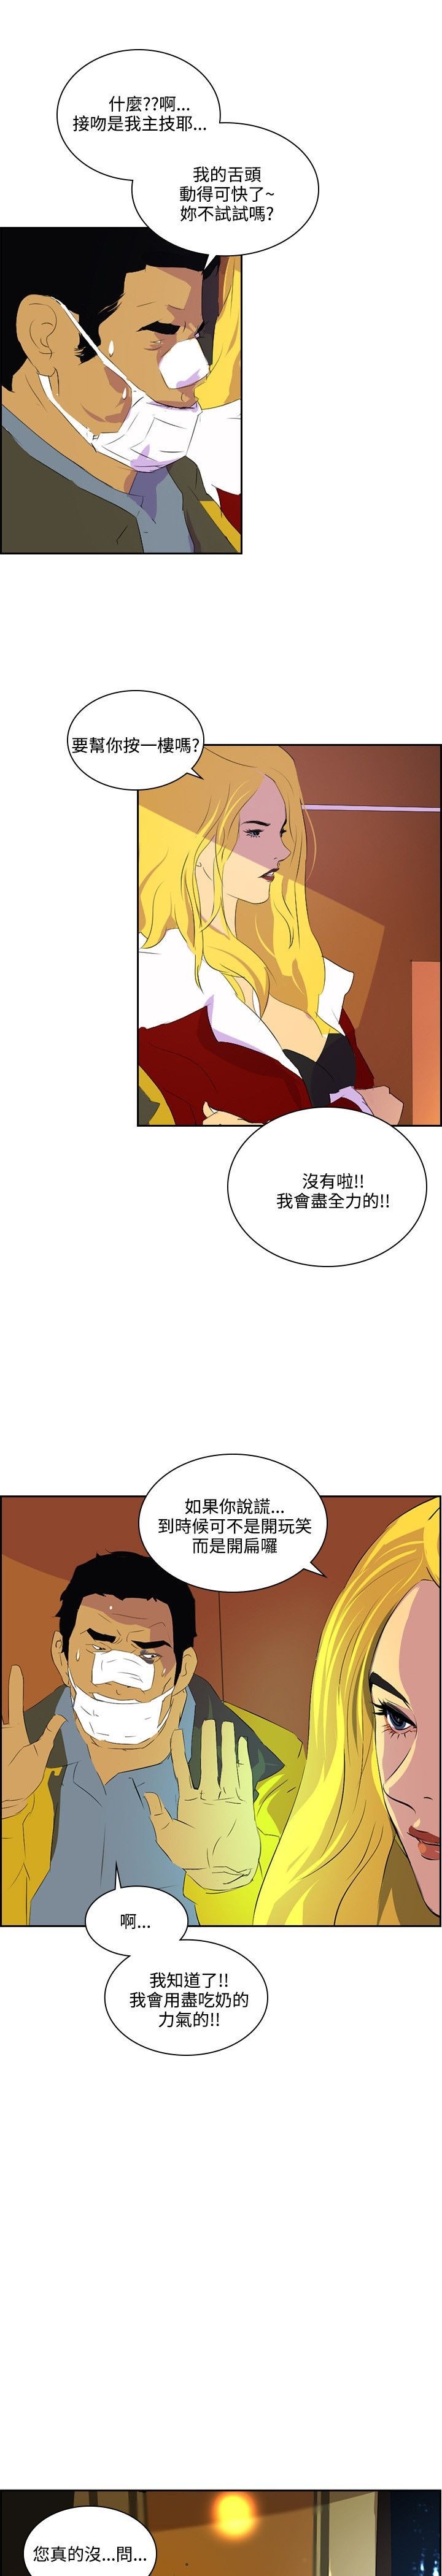 什麼??啊...
接吻是我主技耶...
我的舌頭
動得可快了~
妳不試試嗎?
要幫你按一樓嗎?
沒有啦!!
我會盡全力的!!
如果你說謊...
到時候可不是開玩笑
而是開扁囉
啊...
我知道了!!
我會用盡吃奶的
力氣的!!
您真的沒...問...